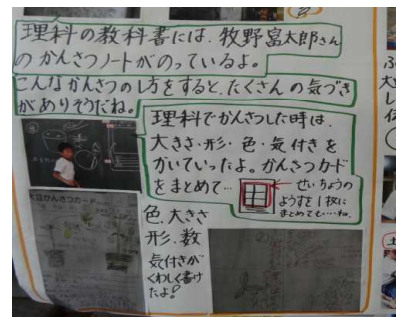 理科の教科書には、牧野富太郎さん
のかんさつノートがのっているよ。
こんなかんさつのし方をすると、たくさんの気づき
がありそうだね。
理科でかんさつした時は、
大きさ・形・色・気付きを
かいていったよ。かんさつカード
をまとめて…
せいちょうの
ようすを1枚に
まとめても…ね。
色、大きさ
形、数
気付きが
くわしく書け
たよ!